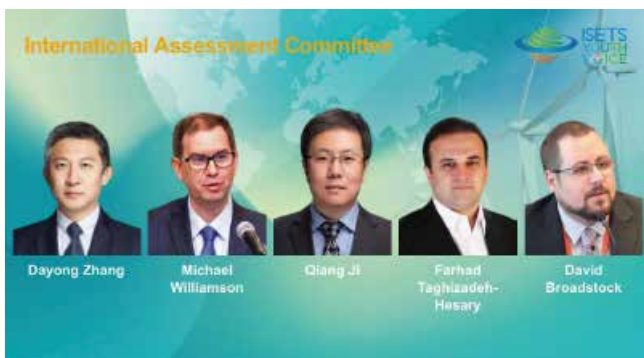 International Assessment Committee
ISETS
YOUTH
VOICE
Dayong Zhang
Michael
Williamson
Qiang JI
Farhad
Taghizadeh-
Hesary
David
Broadstock